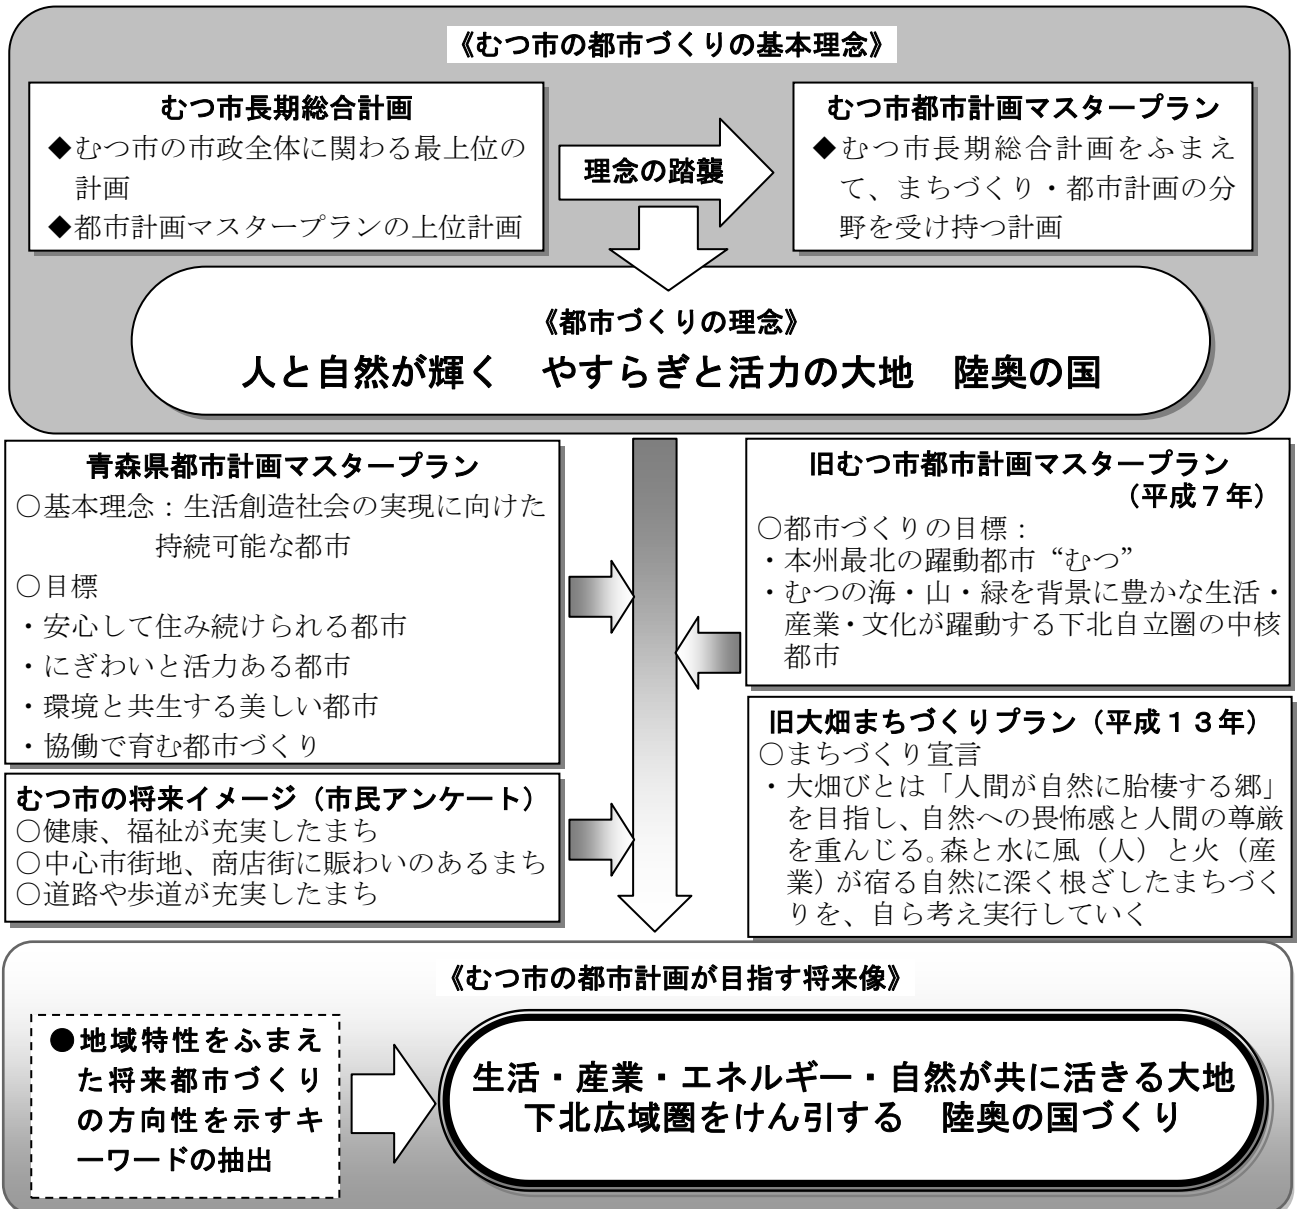 《むつ市の都市づくりの基本理念》
むつ市長期総合計画
◆むつ市の市政全体に関わる最上位の
計画
◆都市計画マスタープランの上位計画
理念の踏襲
むつ市都市計画マスタープラン
◆むつ市長期総合計画をふまえ
て、まちづくり・都市計画の分
野を受け持つ計画
《都市づくりの理念》
人と自然が輝く　やすらぎと活力の大地　陸奥の国
青森県都市計画マスタープラン
○基本理念：生活創造社会の実現に向けた
持続可能な都市
○目標
・安心して住み続けられる都市
・にぎわいと活力ある都市
・環境と共生する美しい都市
・協働で育む都市づくり
むつ市の将来イメージ（市民アンケート）
○健康、福祉が充実したまち
○中心市街地、商店街に賑わいのあるまち
○道路や歩道が充実したまち
旧むつ市都市計画マスタープラン
（平成７年）
○都市づくりの目標：
・本州最北の躍動都市“むつ”
・むつの海・山・緑を背景に豊かな生活・
産業・文化が躍動する下北自立圏の中核
都市
旧大畑まちづくりプラン（平成１３年）
○まちづくり宣言
・大畑びとは「人間が自然に胎棲する郷」
を目指し、自然への畏怖感と人間の尊厳
を重んじる。森と水に風（人）と火（産
業）が宿る自然に深く根ざしたまちづく
りを、自ら考え実行していく
《むつ市の都市計画が目指す将来像》
●地域特性をふまえ
た将来都市づくり
の方向性を示すキ
ーワードの抽出
生活・産業・エネルギー・自然が共に活きる大地
下北広域圏をけん引する　陸奥の国づくり